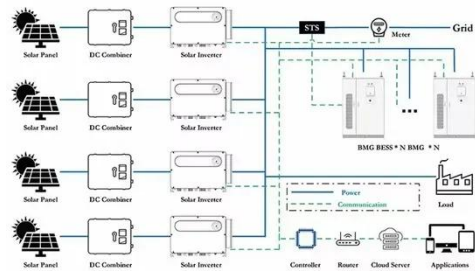 STS
Meter
Grid
Solar Panel
DC Combiner
Solar Inverter
Solar Panel
DC Combiner
Solar Inverter
BMG BESS * N BMG * N
Solar Panel
DC Combiner
Solar Inverter
Power
Communication
Load
Solar Panel
DC Combiner
Solar Inverter
Controller
Router
Cloud Server
Applications